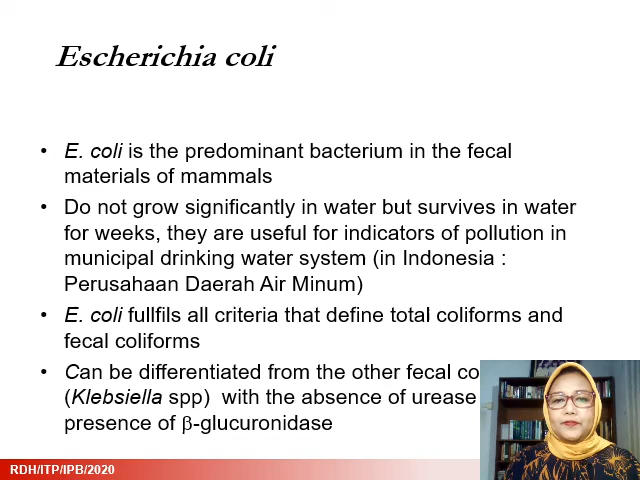 Escherichia coli
• E. coli is the predominant bacterium in the fecal
materials of mammals
• Do not grow significantly in water but survives in water
for weeks, they are useful for indicators of pollution in
municipal drinking water system (in Indonesia :
Perusahaan Daerah Air Minum)
• E. coli fullfils all criteria that define total coliforms and
fecal coliforms
• Can be differentiated from the other fecal
(Klebsiella spp) with the absence of urease
presence of β-glucuronidase
RDH/ITP/IPB/2020